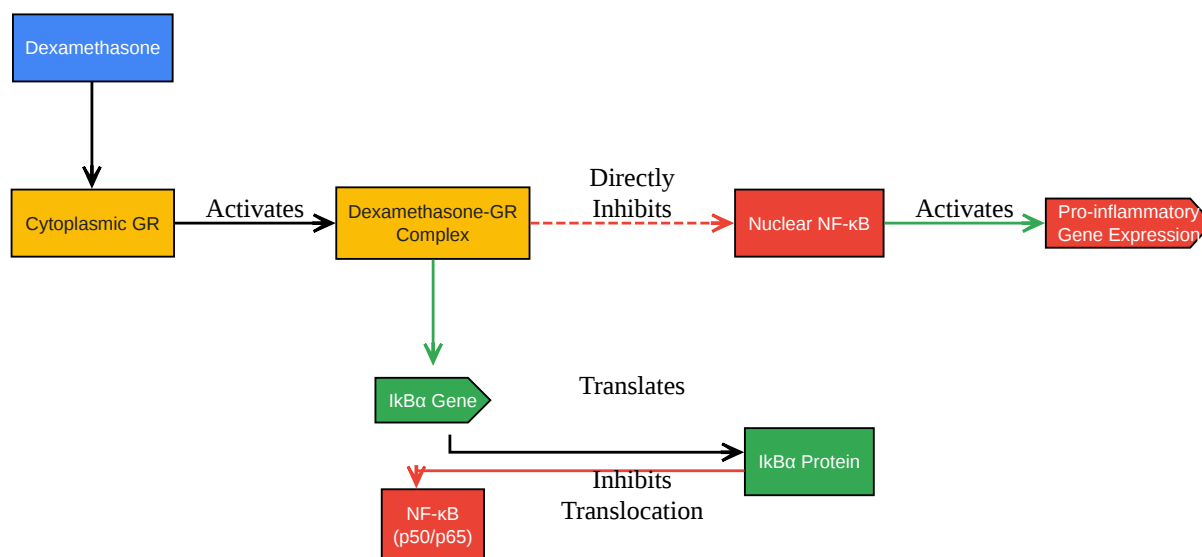 Dexamethasone
Cytoplasmic GR
Activates
Dexamethasone-GR
Complex
Directly
Inhibits
Nuclear NF-κB
Activates
Pro-inflammatory
Gene Expression
IkBα Gene
Translates
IkBα Protein
Inhibits
Translocation
NF-κB
(p50/p65)